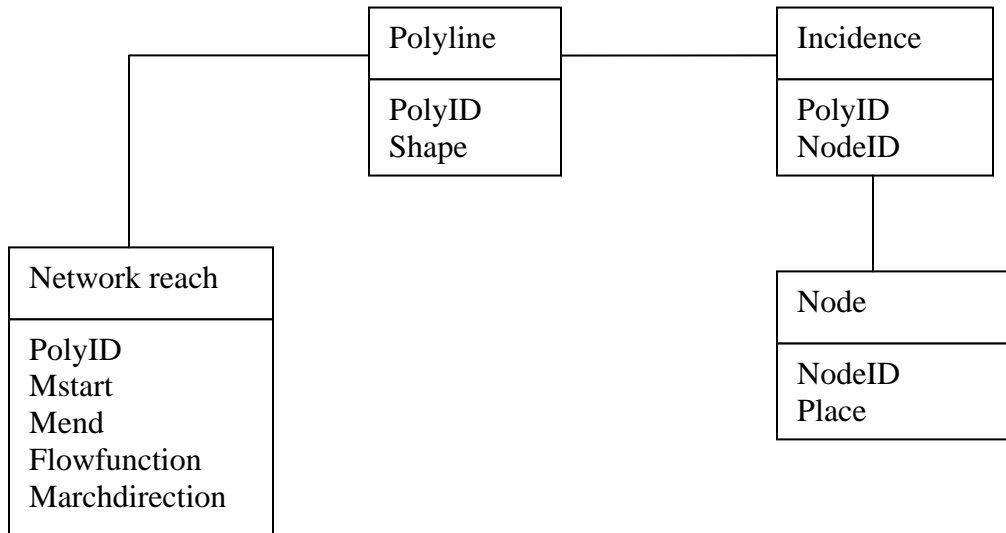 Polyline
PolyID
Shape
Incidence
PolyID
NodeID
Network reach
PolyID
Mstart
Mend
Flowfunction
Marchdirection
Node
NodeID
Place